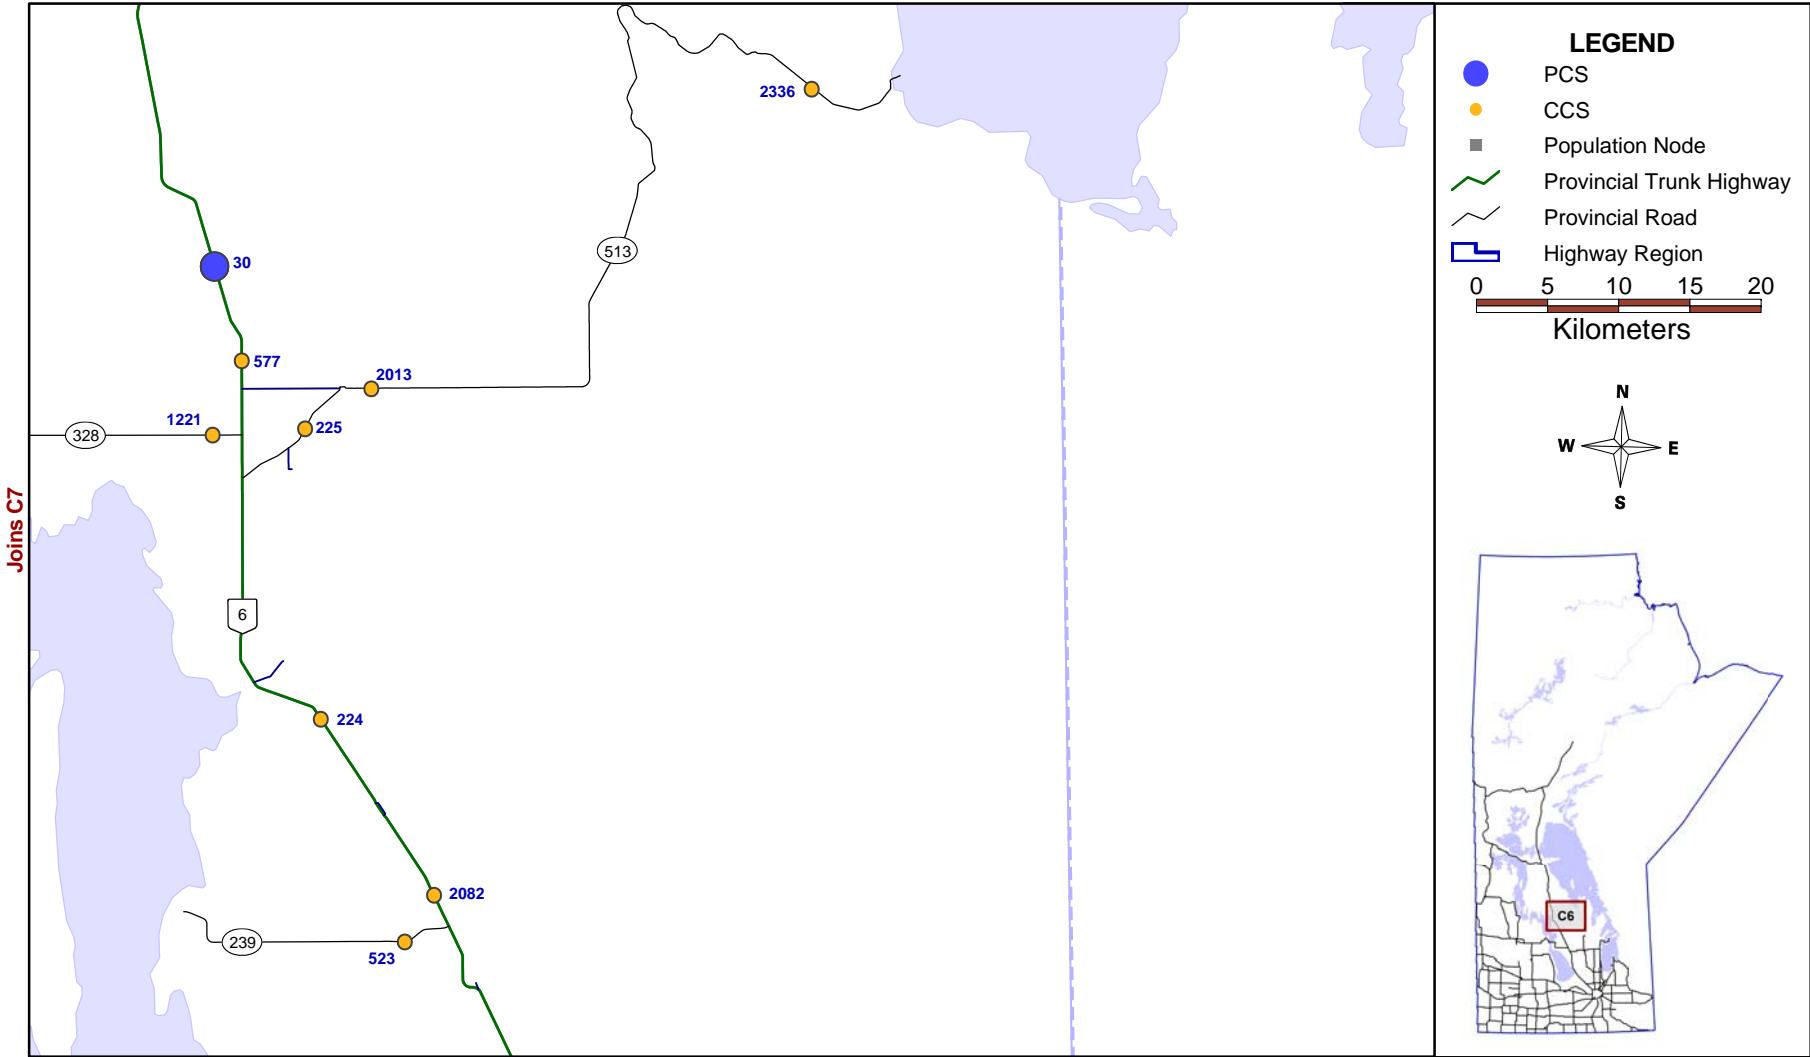 2336
513
30
577
2013
1221
225
328
Joins C7
6
224
2082
239
523
LEGEND
PCS
CCS
Population Node
Provincial Trunk Highway
Provincial Road
Highway Region
0 5 10 15 20
Kilometers
N
W E
S
C6